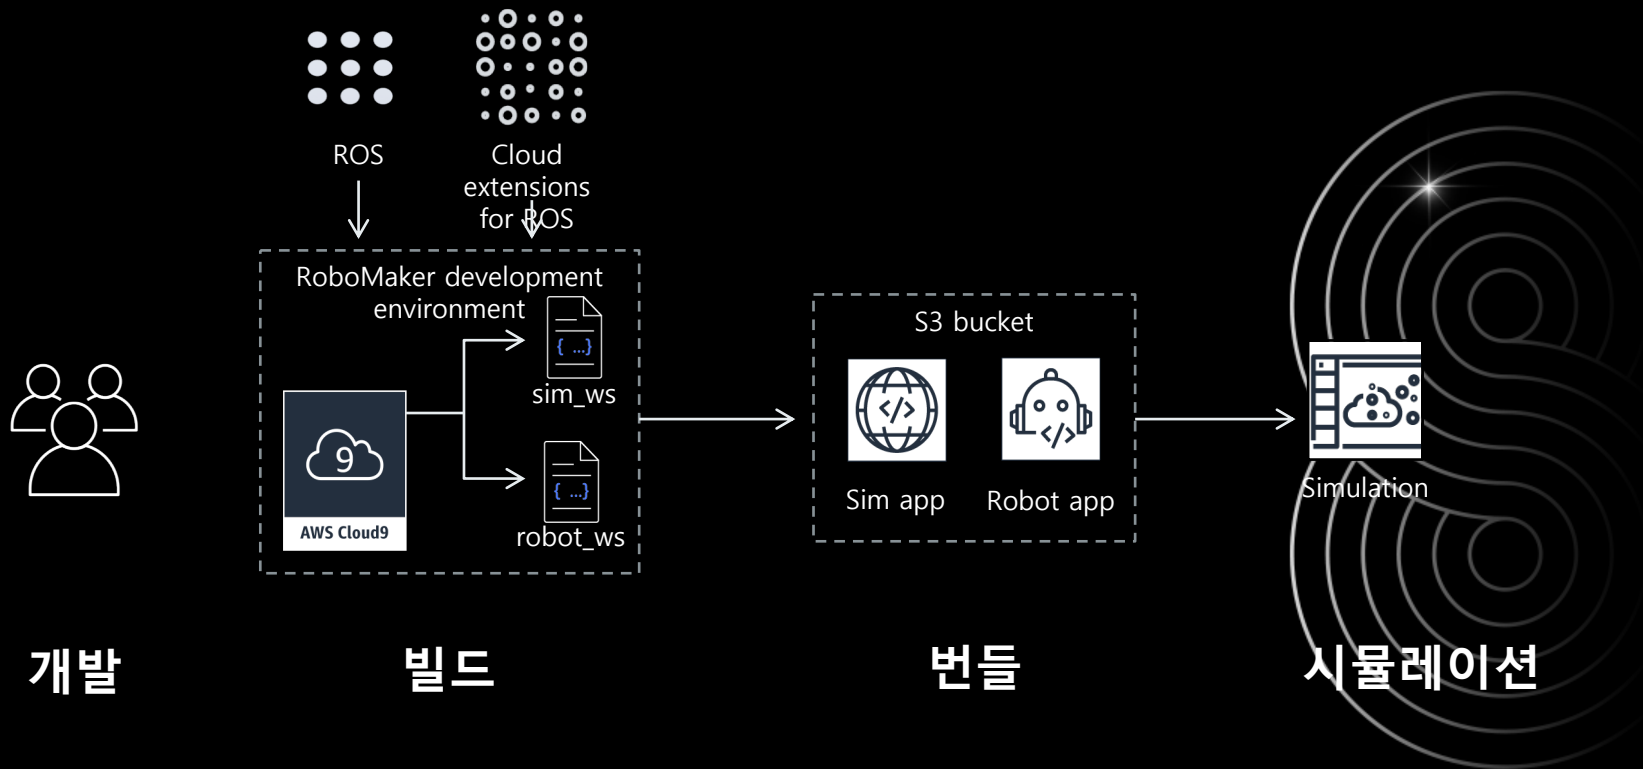 ROS
Cloud
extensions
for ROS
RoboMaker development
environment
{ ...}
sim_ws
9
AWS Cloud9
{ ...}
robot_ws
S3 bucket
</>
</>
Sim app
Robot app
Simulation
개발
빌드
번들
시뮬레이션